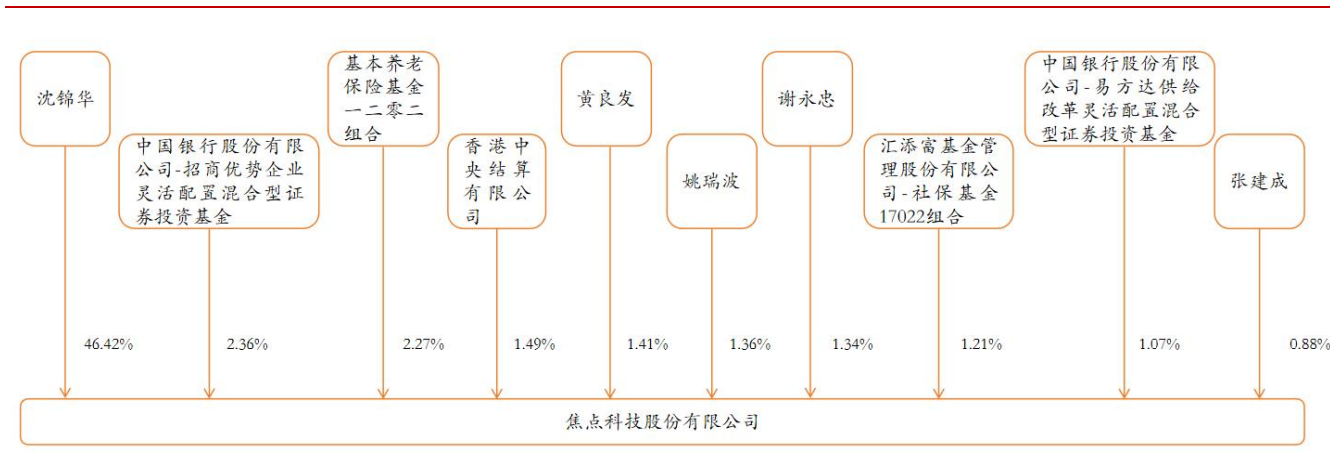 沈锦华
中国银行股份有限
公司-招商优势企业
灵活配置混合型证
券投资基金
基本养老
保险基金
一二零二
组合
香港中
央结算
有限公
司
黄良发
姚瑞波
谢永忠
汇添富基金管
理股份有限公
司-社保基金
17022组合
中国银行股份有限
公司-易方达供给
改革灵活配置混合
型证券投资基金
张建成
46.42%
2.36%
2.27%
1.49%
1.41%
1.36%
1.34%
1.21%
1.07%
0.88%
焦点科技股份有限公司